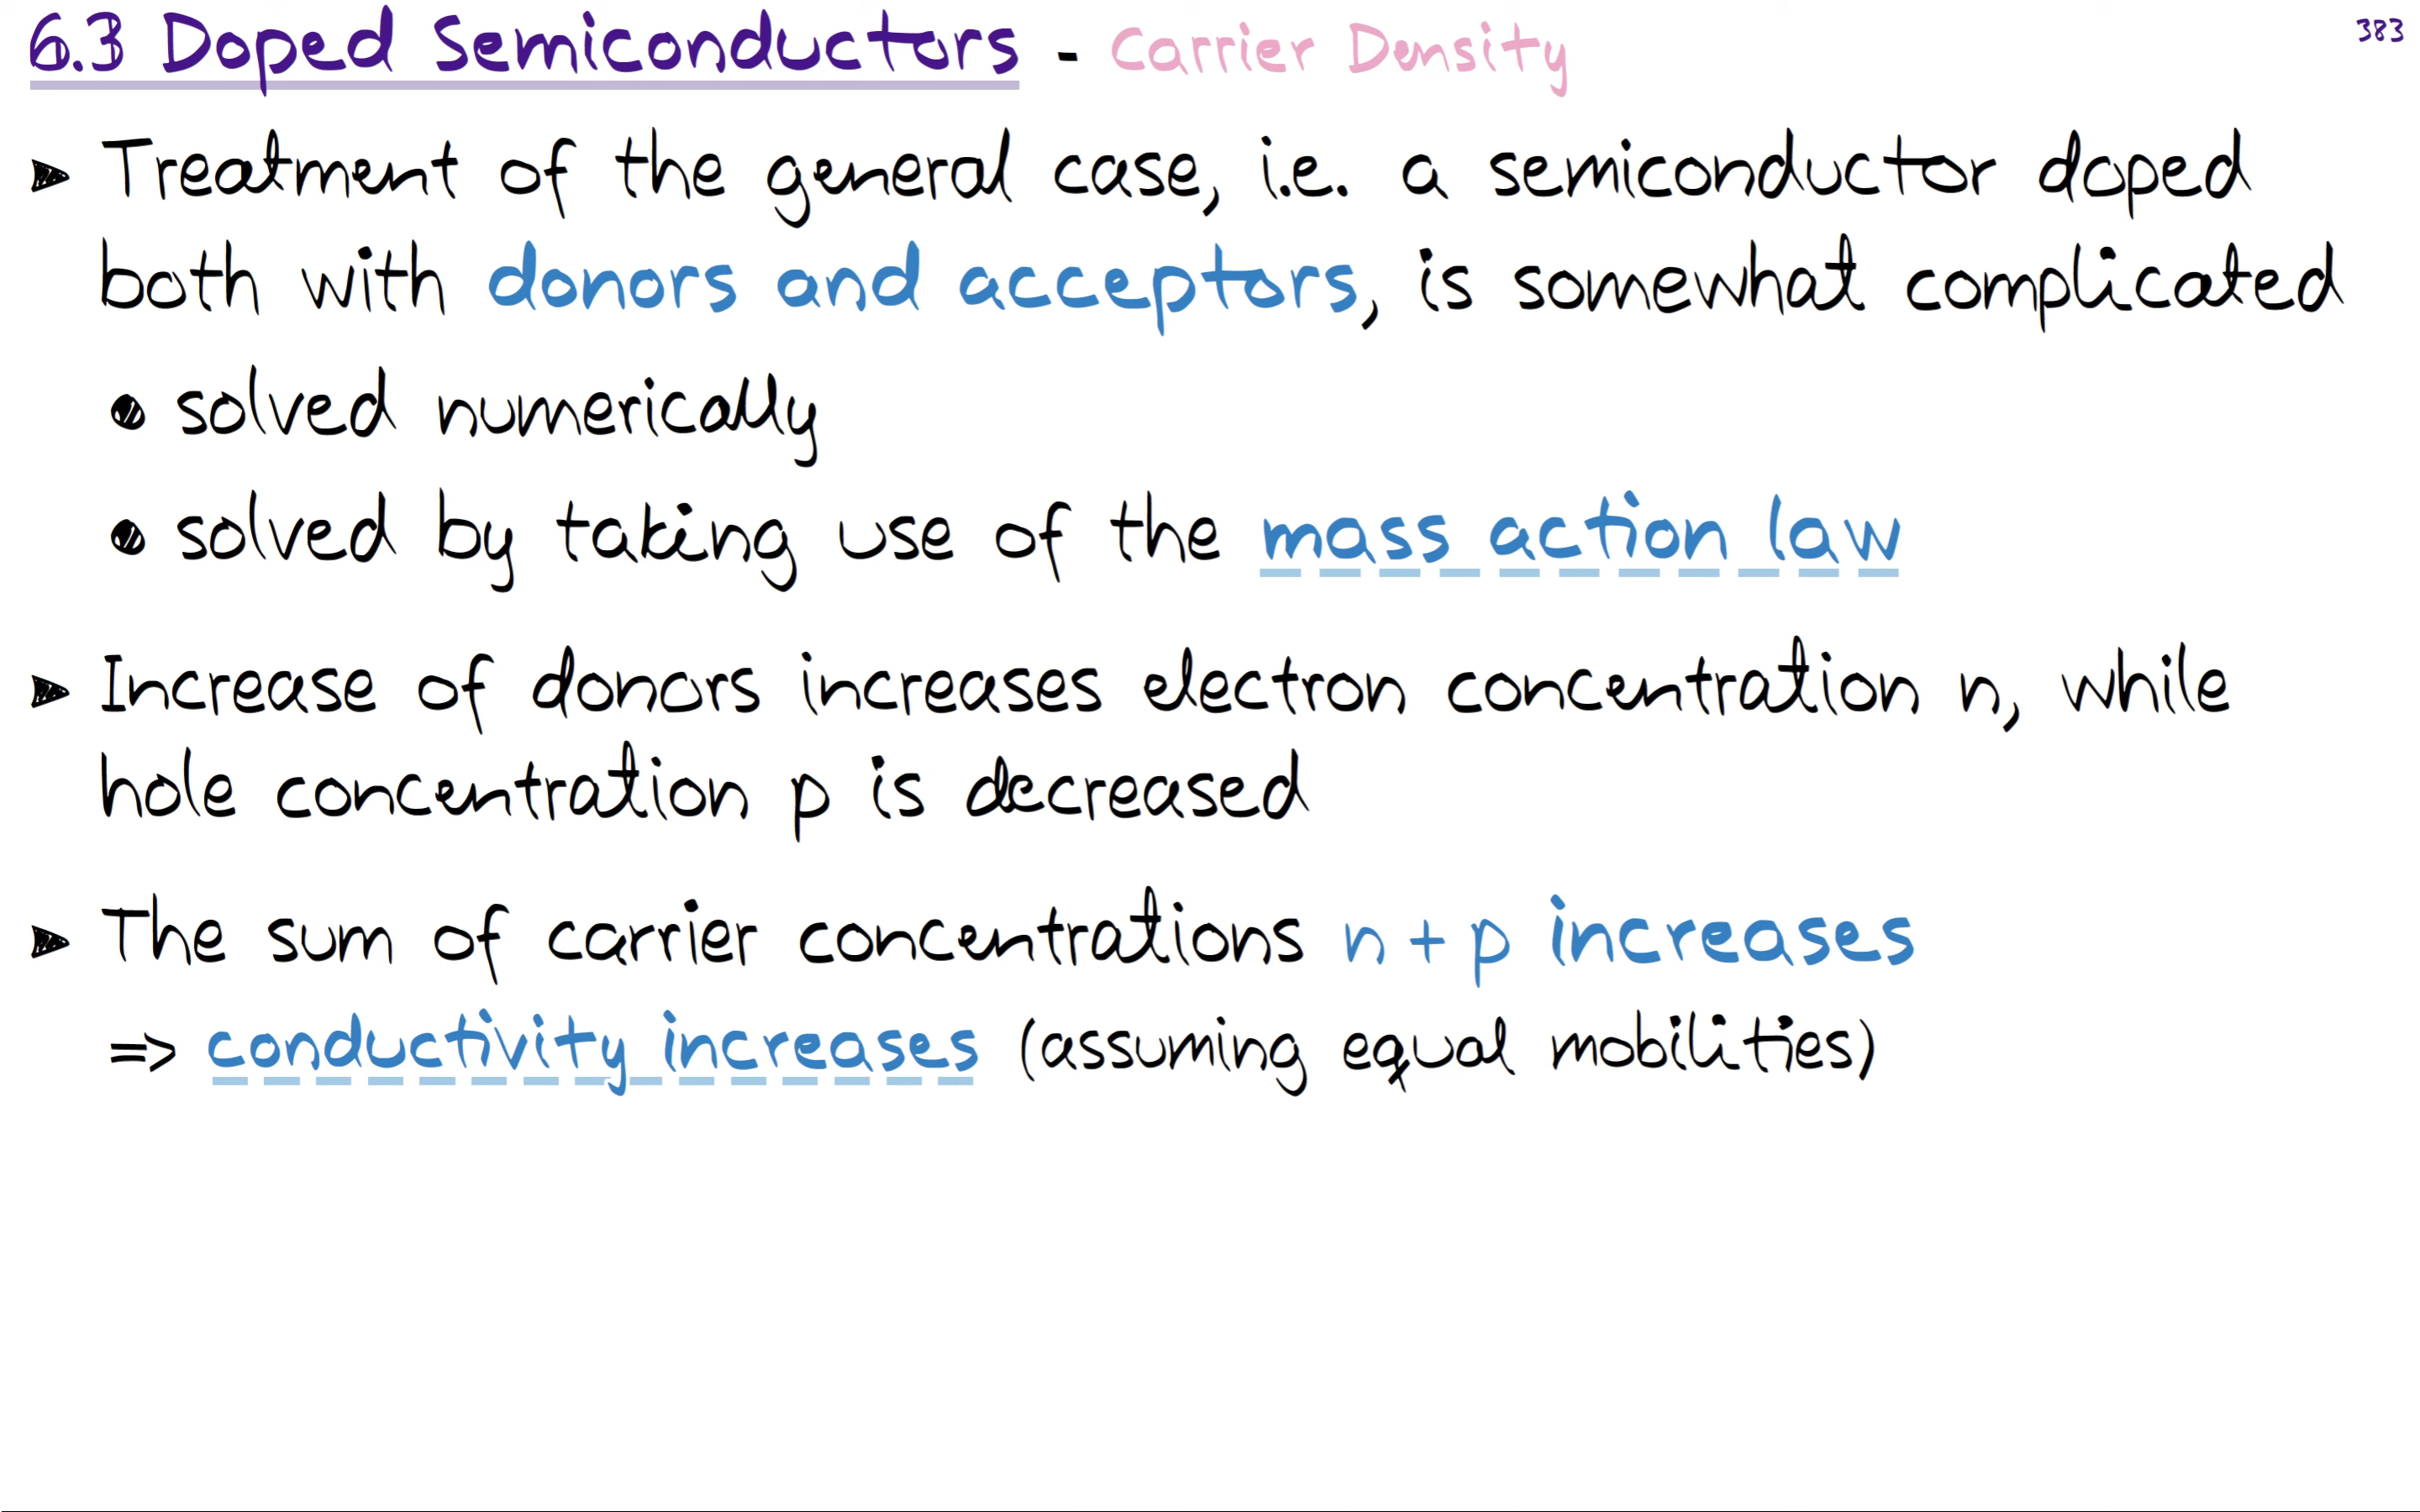 6.3 Doped Semiconductors - Carrier Density
383
Treatment of the general case, i.e. a semiconductor doped
both with donors and acceptors, is somewhat complicated
• solved numerically
• solved by taking use of the mass action law
Increase of donors increases electron concentration n, while
hole concentration p is decreased
The sum of carrier concentrations n + p increases
=> conductivity increases (assuming equal mobilities)